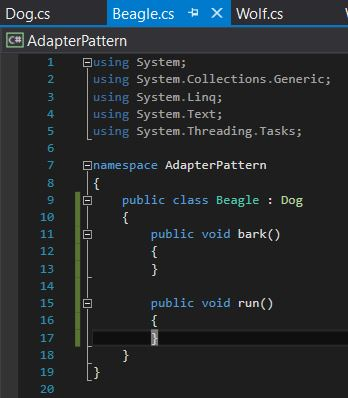 Dog.cs Beagle.cs Wolf.cs
C# AdapterPattern
1 using System;
2 using System.Collections.Generic;
3 using System.Linq;
4 using System.Text;
5 using System.Threading.Tasks;
6
7 namespace AdapterPattern
8 {
9 public class Beagle : Dog
10 {
11 public void bark()
12 {
13 }
14
15 public void run()
16 {
17 }
18 }
19 }
20